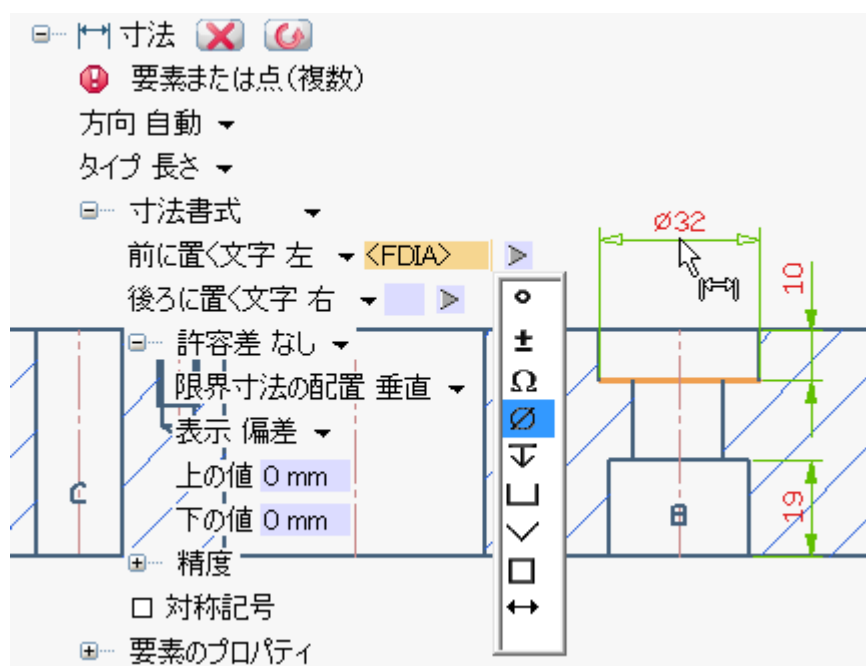 寸法
要素または点(複数)
方向 自動
タイプ 長さ
寸法書式
前に置く文字 左 <FDIA>
後ろに置く文字 右
許容差 なし
限界寸法の配置 垂直
表示 偏差
上の値 0 mm
下の値 0 mm
精度
対称記号
要素のプロパティ
°
±
Ω
Ø
↧
⌴
⌵
□
↔
Ø32
10
19
C
B